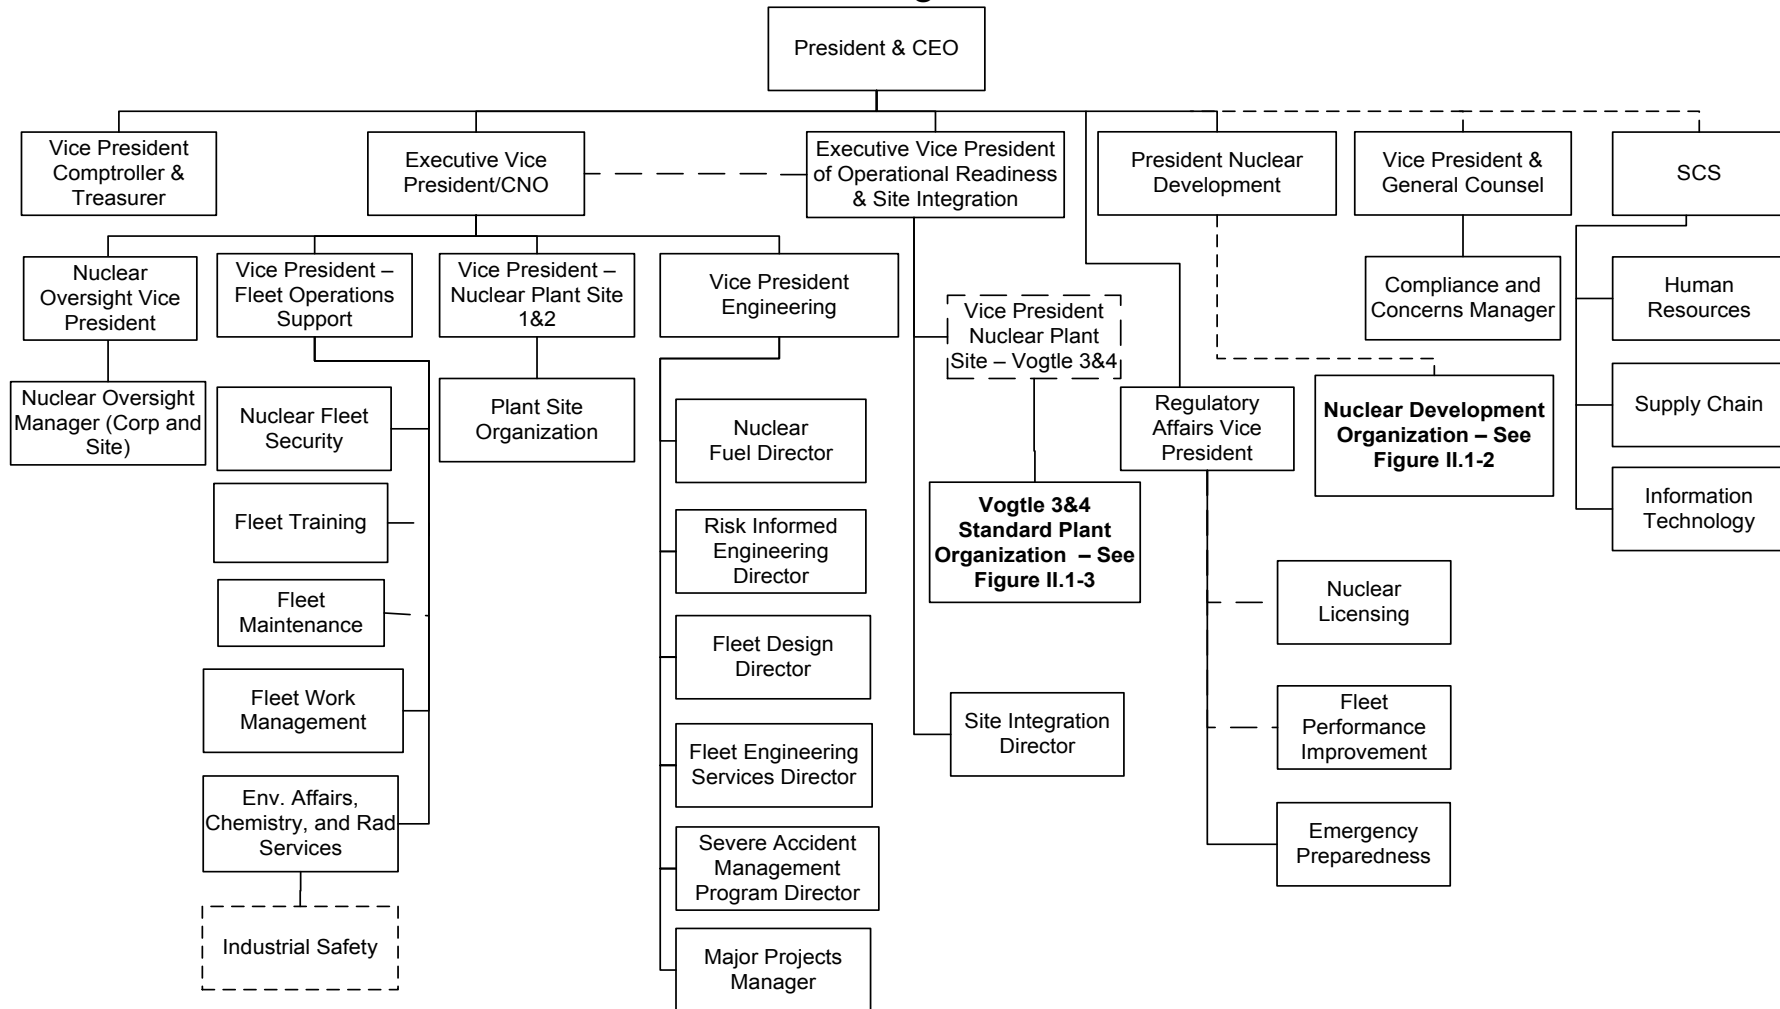 President & CEO
Vice President
Comptroller &
Treasurer
Executive Vice
President/CNO
Executive Vice President
of Operational Readiness
& Site Integration
President Nuclear
Development
Vice President &
General Counsel
SCS
Nuclear
Oversight Vice
President
Vice President –
Fleet Operations
Support
Vice President –
Nuclear Plant Site
1&2
Vice President
Engineering
Vice President
Nuclear Plant
Site – Vogtle 3&4
Compliance and
Concerns Manager
Human
Resources
Nuclear Oversight
Manager (Corp and
Site)
Nuclear Fleet
Security
Plant Site
Organization
Nuclear
Fuel Director
Regulatory
Affairs Vice
President
Nuclear Development
Organization – See
Figure II.1-2
Supply Chain
Fleet Training
Risk Informed
Engineering
Director
Vogtle 3&4
Standard Plant
Organization – See
Figure II.1-3
Information
Technology
Fleet
Maintenance
Fleet Design
Director
Nuclear
Licensing
Fleet Work
Management
Fleet Engineering
Services Director
Site Integration
Director
Fleet
Performance
Improvement
Env. Affairs,
Chemistry, and Rad
Services
Severe Accident
Management
Program Director
Emergency
Preparedness
Industrial Safety
Major Projects
Manager